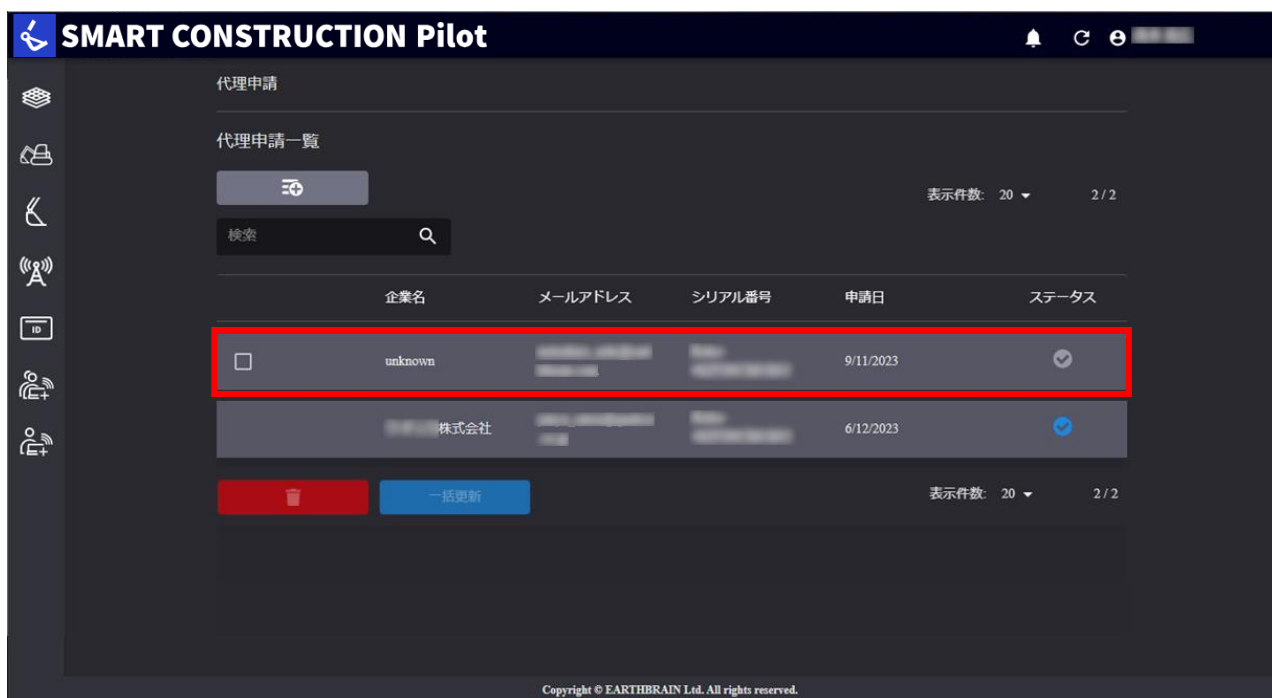 SMART CONSTRUCTION Pilot
代理申請
代理申請一覧
表示件数: 20 2 / 2
検索
企業名 メールアドレス シリアル番号 申請日 ステータス
ID
unknown 9/11/2023
株式会社 6/12/2023
一括更新 表示件数: 20 2 / 2
Copyright © EARTHBRAIN Ltd. All rights reserved.